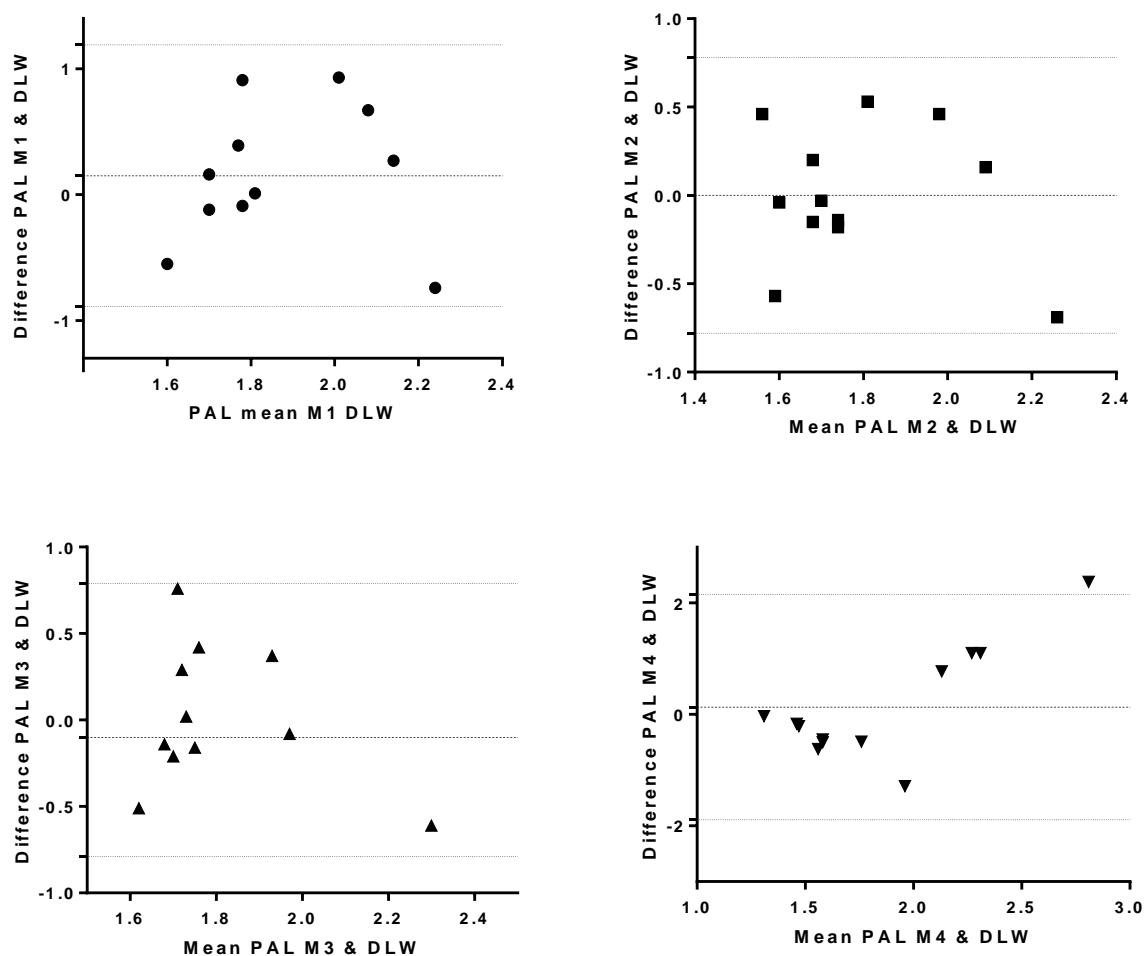 Difference PAL M1 & DLW
1
0
-1
1.6 1.8 2.0 2.2 2.4
PAL mean M1 DLW
Difference PAL M2 & DLW
1.0
0.5
0.0
-0.5
-1.0
1.4 1.6 1.8 2.0 2.2 2.4
Mean PAL M2 & DLW
Difference PAL M3 & DLW
1.0
0.5
0.0
-0.5
-1.0
1.6 1.8 2.0 2.2 2.4
Mean PAL M3 & DLW
Difference PAL M4 & DLW
2
0
-2
1.0 1.5 2.0 2.5 3.0
Mean PAL M4 & DLW